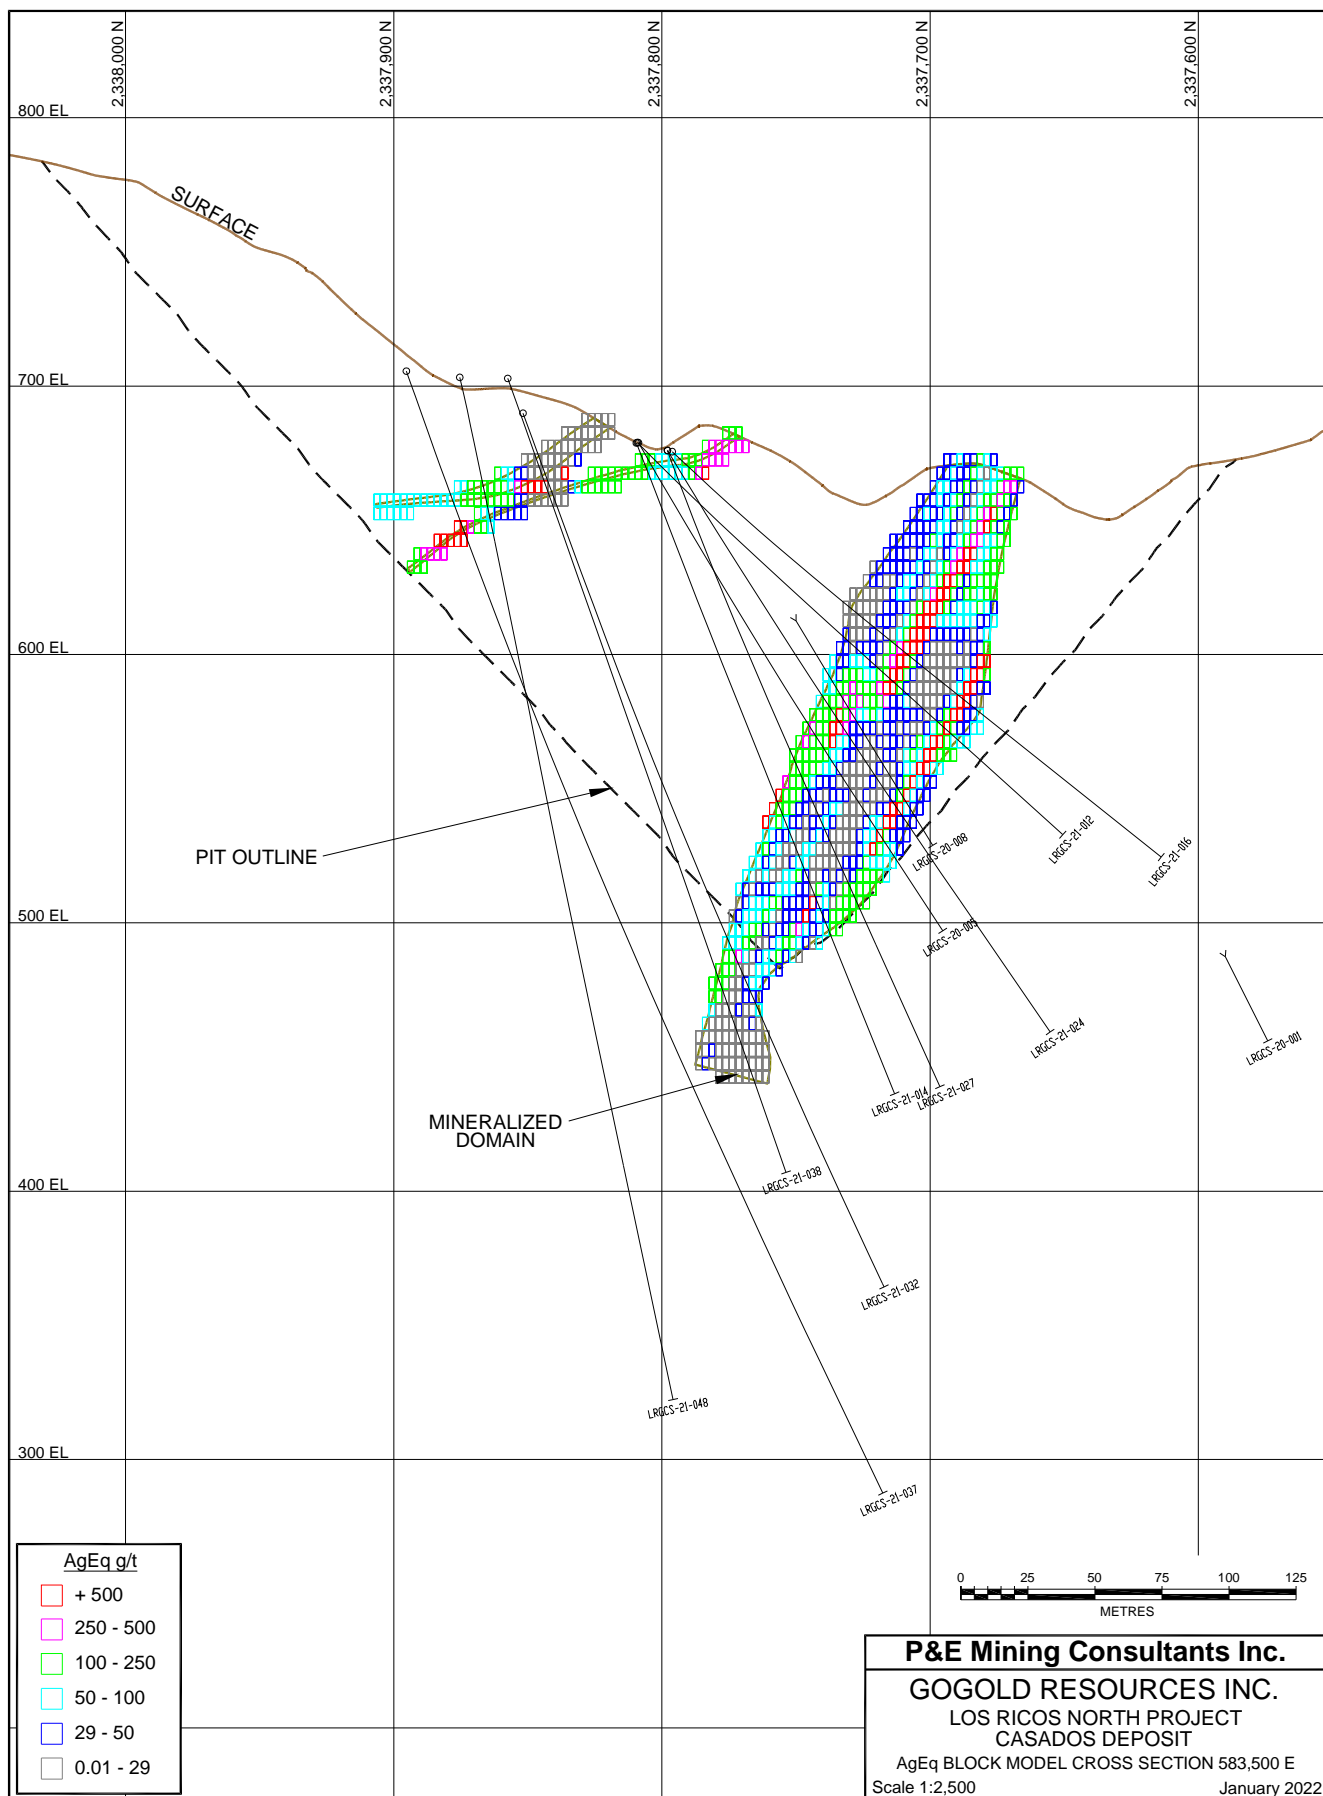 2,338,000 N
2,337,900 N
2,337,800 N
2,337,700 N
2,337,600 N
800 EL
SURFACE
700 EL
600 EL
PIT OUTLINE
LRGCS-20-008
LRGCS-21-012
LRGCS-21-016
500 EL
LRGCS-20-005
LRGCS-21-024
LRGCS-20-001
LRGCS-21-014
LRGCS-21-027
MINERALIZED
DOMAIN
LRGCS-21-038
400 EL
LRGCS-21-032
LRGCS-21-048
300 EL
LRGCS-21-037
AgEq g/t
+ 500
250 - 500
100 - 250
50 - 100
29 - 50
0.01 - 29
0 25 50 75 100 125
METRES
P&E Mining Consultants Inc.
GOGOLD RESOURCES INC.
LOS RICOS NORTH PROJECT
CASADOS DEPOSIT
AgEq BLOCK MODEL CROSS SECTION 583,500 E
Scale 1:2,500 January 2022